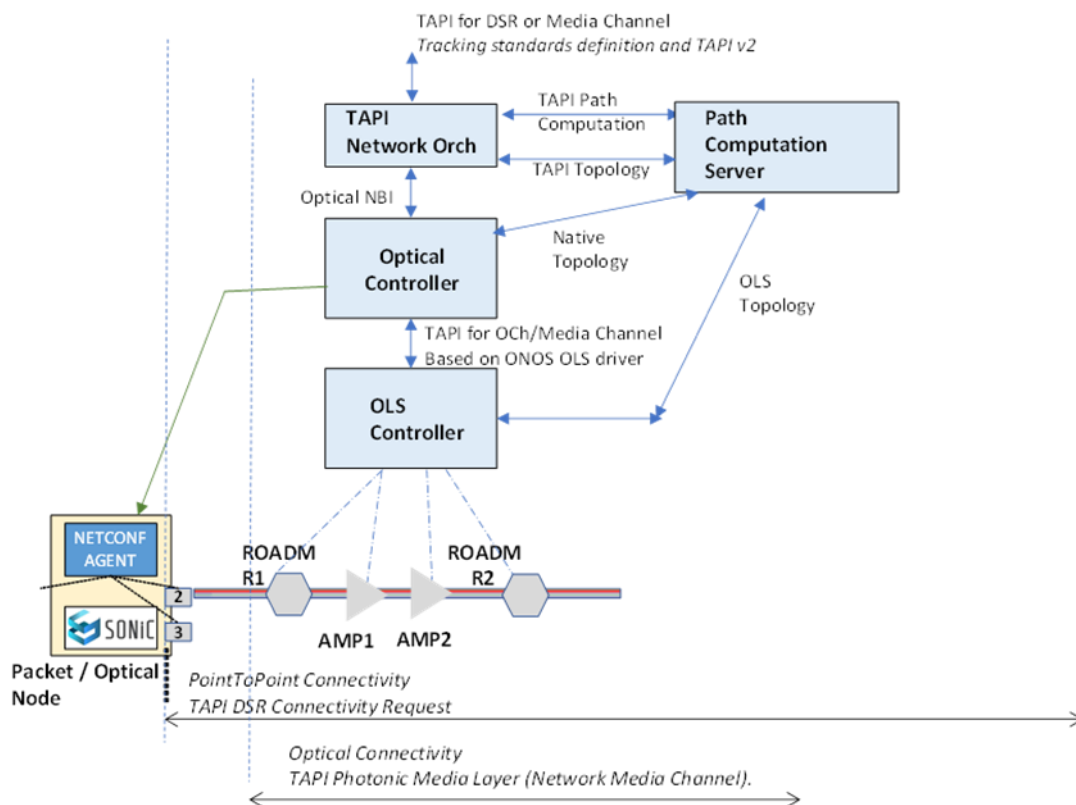 TAPI for DSR or Media Channel
Tracking standards definition and TAPI v2
TAPI
Network Orch
TAPI Path
Computation
TAPI Topology
Path
Computation
Server
Optical NBI
Optical
Controller
Native
Topology
OLS
Topology
TAPI for OCh/Media Channel
Based on ONOS OLS driver
OLS
Controller
NETCONF
AGENT
2
SONiC
3
Packet / Optical
Node
ROADM
R1
AMP1
AMP2
ROADM
R2
PointToPoint Connectivity
TAPI DSR Connectivity Request
Optical Connectivity
TAPI Photonic Media Layer (Network Media Channel).